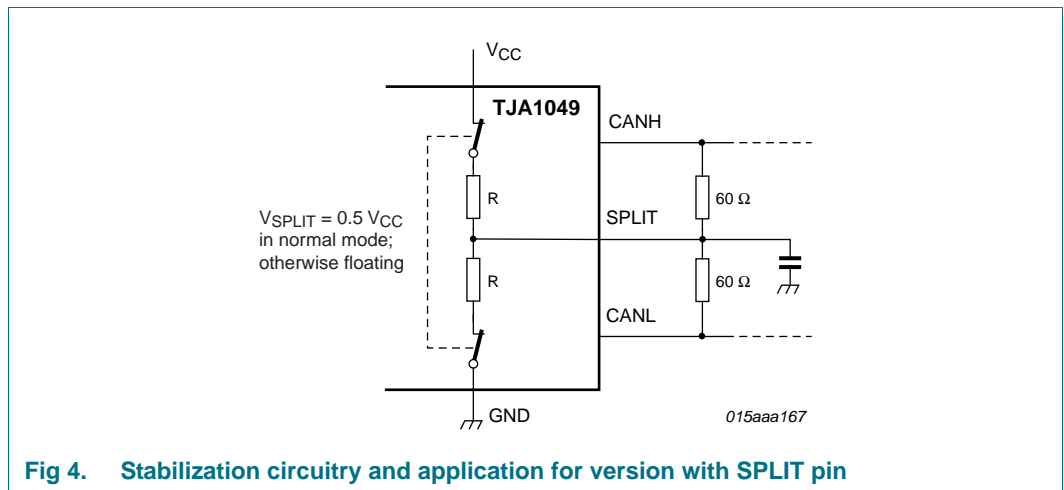 VCC
TJA1049
CANH
R
60 Ω
VSPLIT = 0.5 VCC
in normal mode;
otherwise floating
SPLIT
R
60 Ω
CANL
GND
015aaa167
Fig 4. Stabilization circuitry and application for version with SPLIT pin